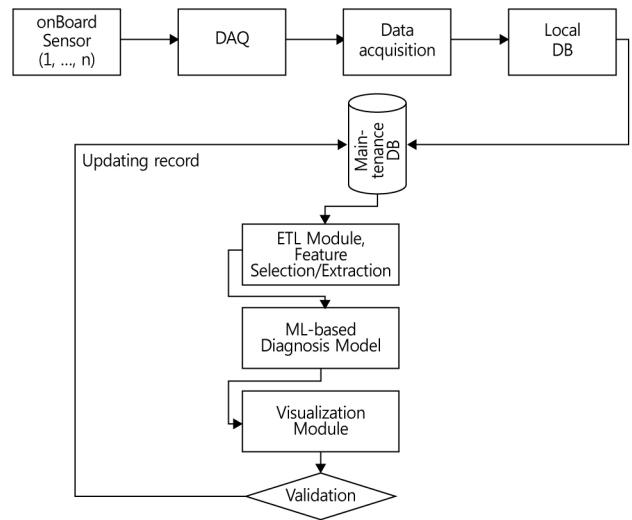 onBoard
Sensor
(1, ..., n)
DAQ
Data
acquisition
Local
DB
Main-
tenance
DB
Updating record
ETL Module,
Feature
Selection/Extraction
ML-based
Diagnosis Model
Visualization
Module
Validation